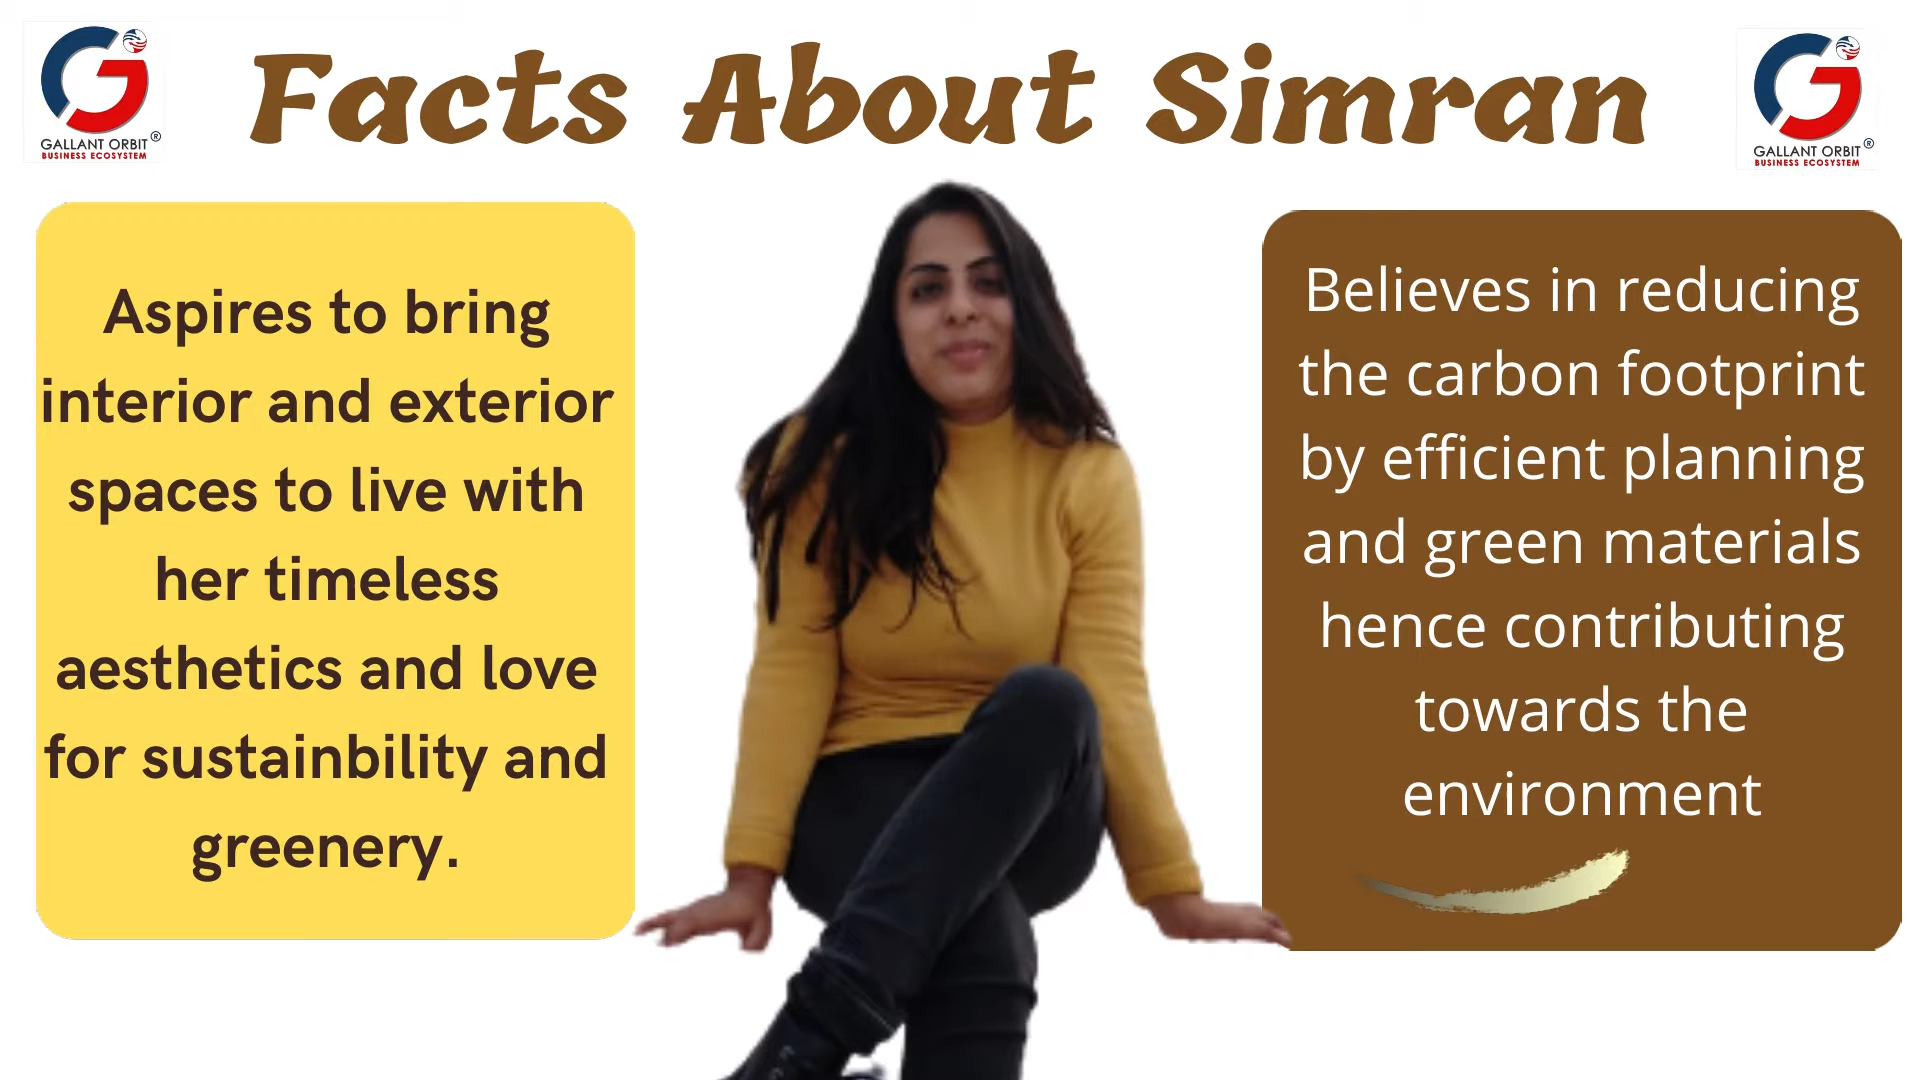 GALLANT ORBIT®
BUSINESS ECOSYSTEM
Facts About Simran
GALLANT ORBIT®
BUSINESS ECOSYSTEM
Aspires to bring
interior and exterior
spaces to live with
her timeless
aesthetics and love
for sustainbility and
greenery.
Believes in reducing
the carbon footprint
by efficient planning
and green materials
hence contributing
towards the
environment